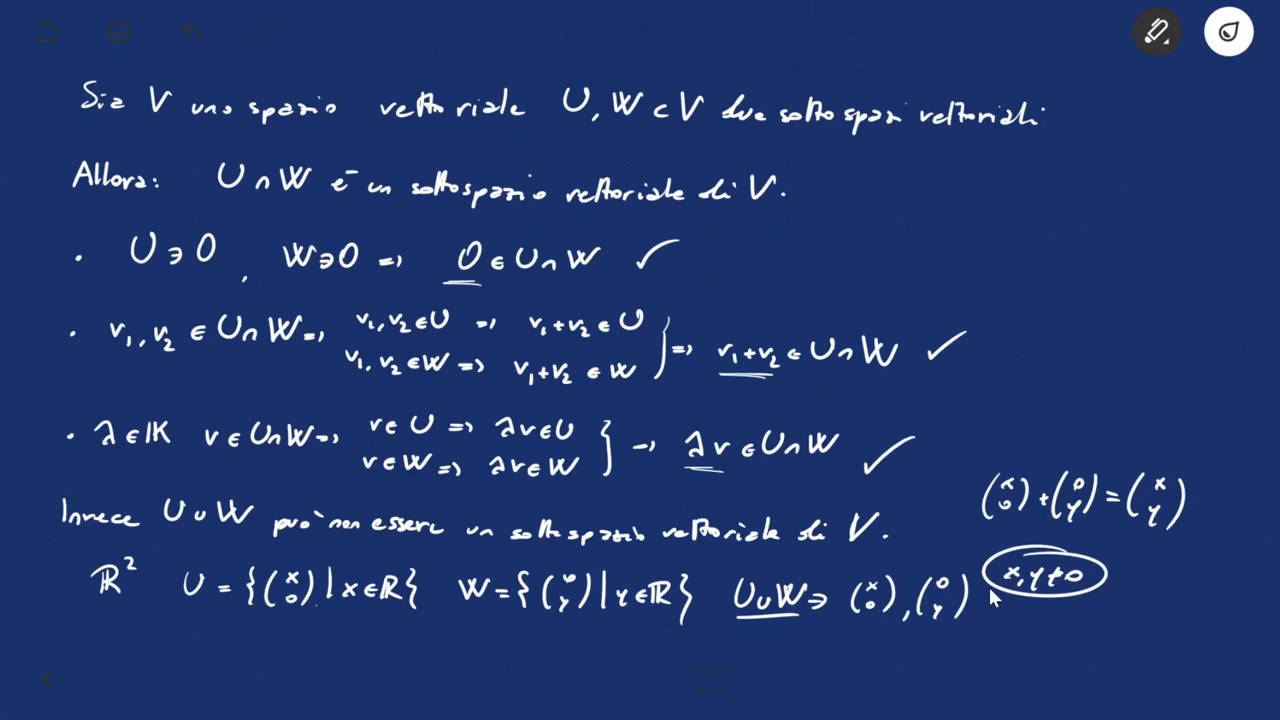 Sia V uno spazio vettoriale U, W ⊂ V due sottospazi vettoriali
Allora: U ∩ W è un sottospazio vettoriale di V.
· U ∋ 0, W ∋ 0 => 0 ∈ U ∩ W ✓
· v₁, v₂ ∈ U ∩ W => v₁, v₂ ∈ U => v₁+v₂ ∈ U
v₁, v₂ ∈ W => v₁+v₂ ∈ W } => v₁+v₂ ∈ U ∩ W ✓
· λ ∈ K v ∈ U ∩ W => v ∈ U => λv ∈ U
v ∈ W => λv ∈ W } => λv ∈ U ∩ W ✓
Invece U ∪ W può non essere un sottospazio vettoriale di V.
(x 0) + (0 y) = (x y)
x, y ≠ 0
ℝ² U = {(x 0) | x ∈ ℝ} W = {(0 y) | y ∈ ℝ} U ∪ W ∋ (x 0), (0 y)